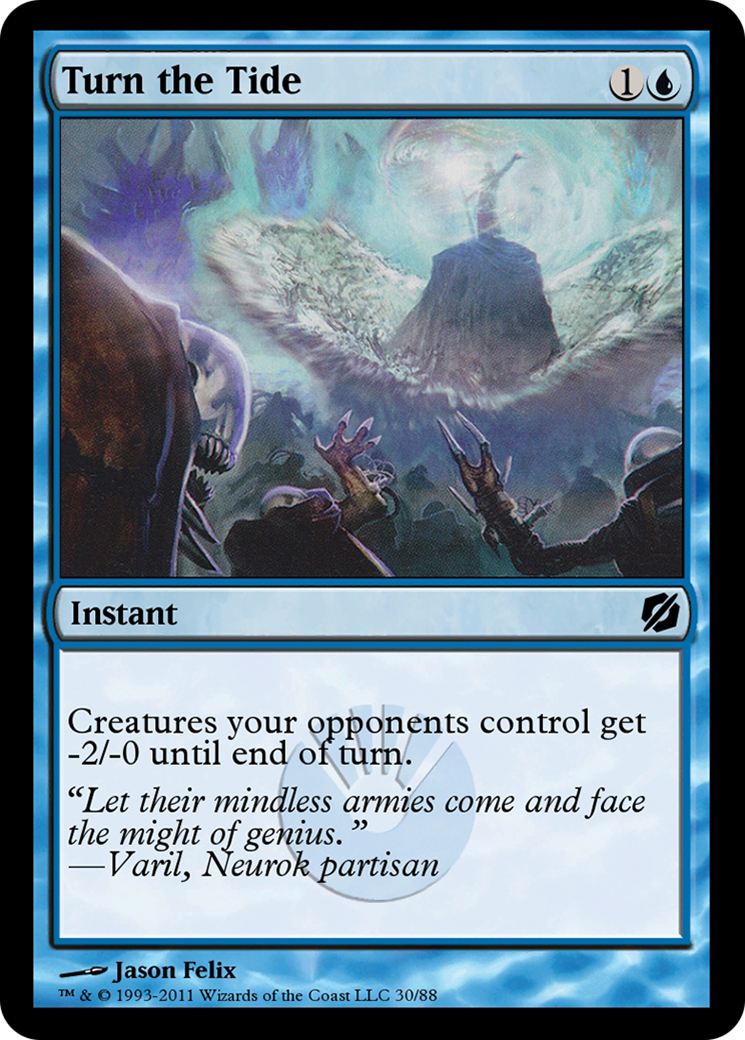 Turn the Tide 1
Instant
Creatures your opponents control get
-2/-0 until end of turn.
“Let their mindless armies come and face
the might of genius.”
—Varil, Neurok partisan
Jason Felix
™ & © 1993-2011 Wizards of the Coast LLC 30/88